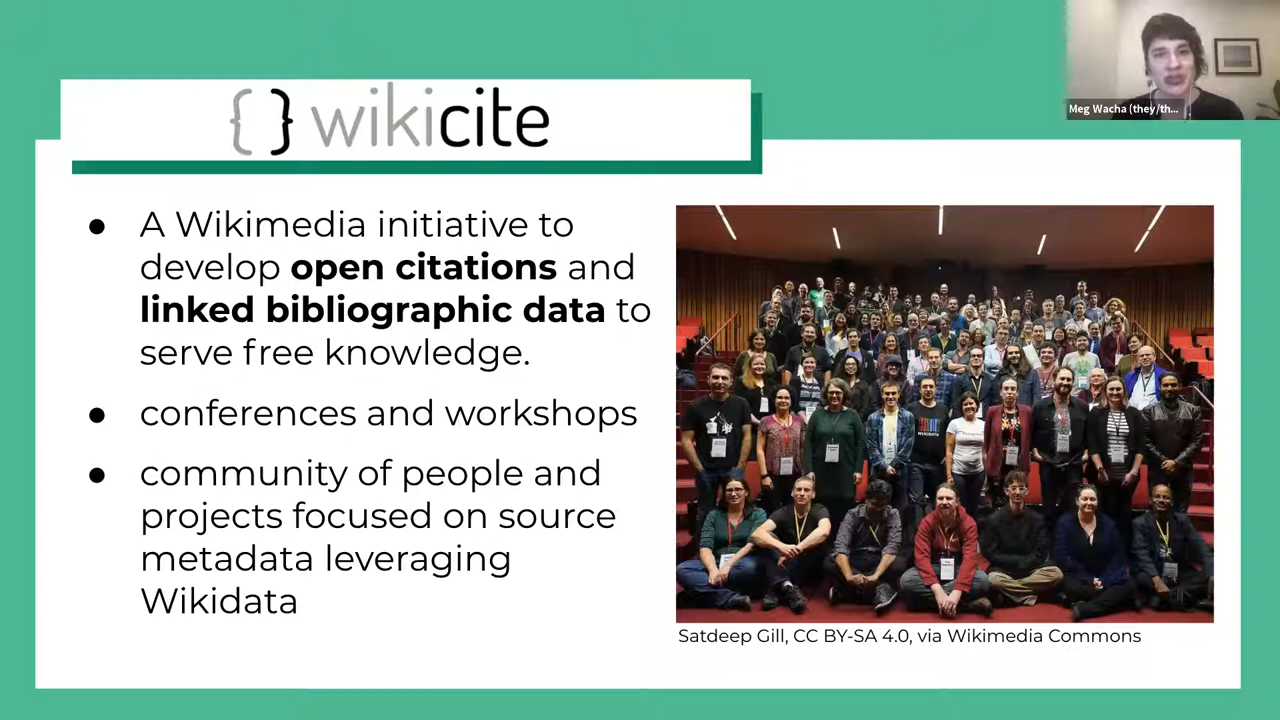 { } wikicite
Meg Wacha (they/th...
● A Wikimedia initiative to
develop open citations and
linked bibliographic data to
serve free knowledge.
● conferences and workshops
● community of people and
projects focused on source
metadata leveraging
Wikidata
WIKIDATA
Satdeep Gill, CC BY-SA 4.0, via Wikimedia Commons